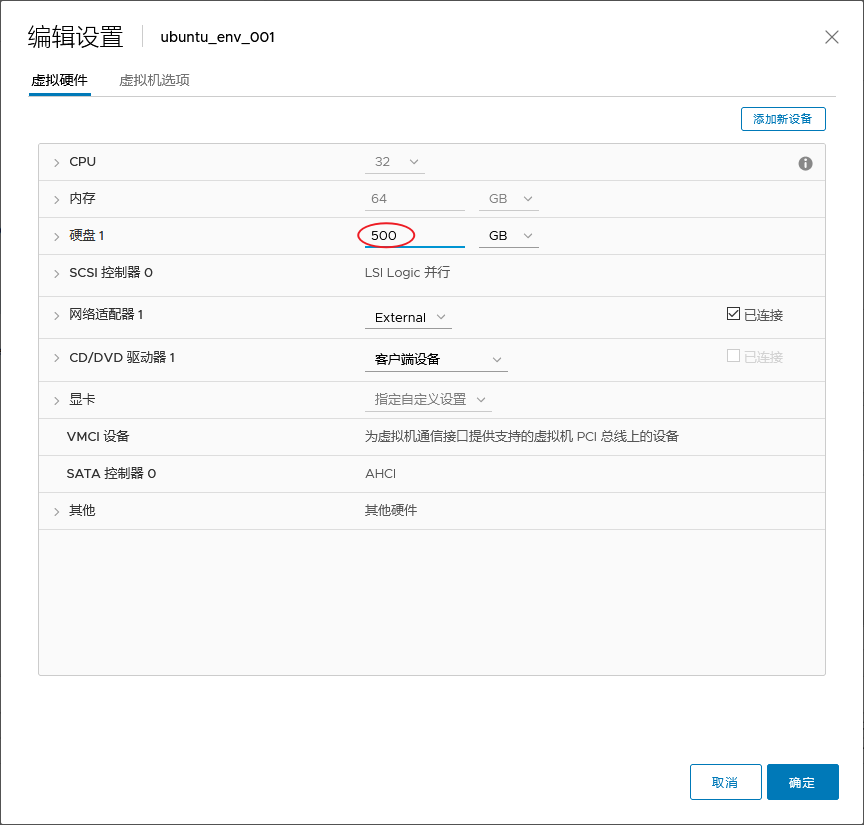 编辑设置 ubuntu_env_001
虚拟硬件 虚拟机选项
添加新设备
CPU 32
内存 64 GB
硬盘 1 500 GB
SCSI 控制器 0 LSI Logic 并行
网络适配器 1 External 已连接
CD/DVD 驱动器 1 客户端设备 已连接
显卡 指定自定义设置
VMCI 设备 为虚拟机通信接口提供支持的虚拟机 PCI 总线上的设备
SATA 控制器 0 AHCI
其他 其他硬件
取消 确定